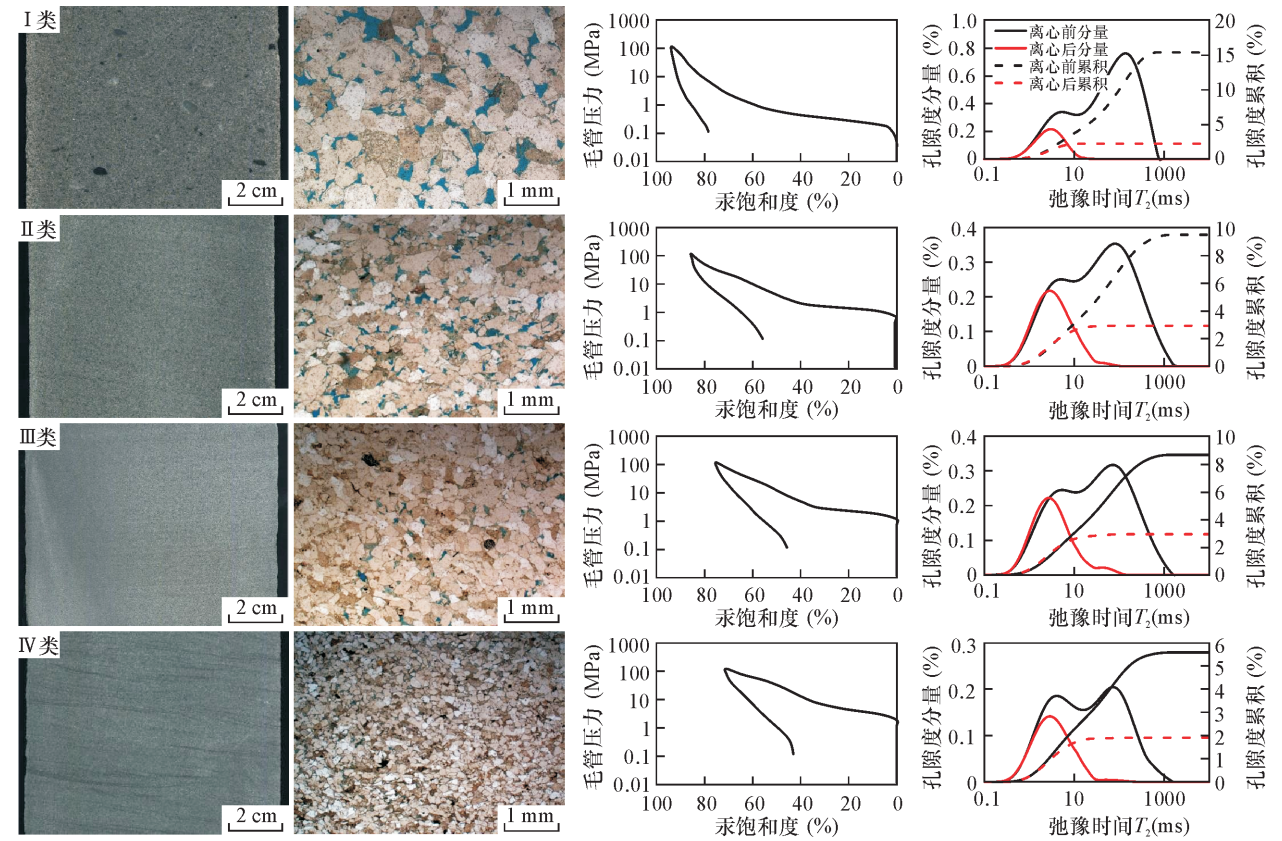 Ⅰ类
2 cm
1 mm
毛管压力 (MPa)
1000
100
10
1
0.1
0.01
100 80 60 40 20 0
汞饱和度 (%)
孔隙度分量 (%)
1.0
0.8
0.6
0.4
0.2
0
离心前分量
离心后分量
离心前累积
离心后累积
20
15
10
5
0
孔隙度累积 (%)
0.1 10 1000
弛豫时间T2(ms)
Ⅱ类
2 cm
1 mm
毛管压力 (MPa)
1000
100
10
1
0.1
0.01
100 80 60 40 20 0
汞饱和度 (%)
孔隙度分量 (%)
0.4
0.3
0.2
0.1
0
10
8
6
4
2
0
孔隙度累积 (%)
0.1 10 1000
弛豫时间T2(ms)
Ⅲ类
2 cm
1 mm
毛管压力 (MPa)
1000
100
10
1
0.1
0.01
100 80 60 40 20 0
汞饱和度 (%)
孔隙度分量 (%)
0.4
0.3
0.2
0.1
0
10
8
6
4
2
0
孔隙度累积 (%)
0.1 10 1000
弛豫时间T2(ms)
Ⅳ类
2 cm
1 mm
毛管压力 (MPa)
1000
100
10
1
0.1
0.01
100 80 60 40 20 0
汞饱和度 (%)
孔隙度分量 (%)
0.3
0.2
0.1
0
6
5
4
3
2
1
0
孔隙度累积 (%)
0.1 10 1000
弛豫时间T2(ms)